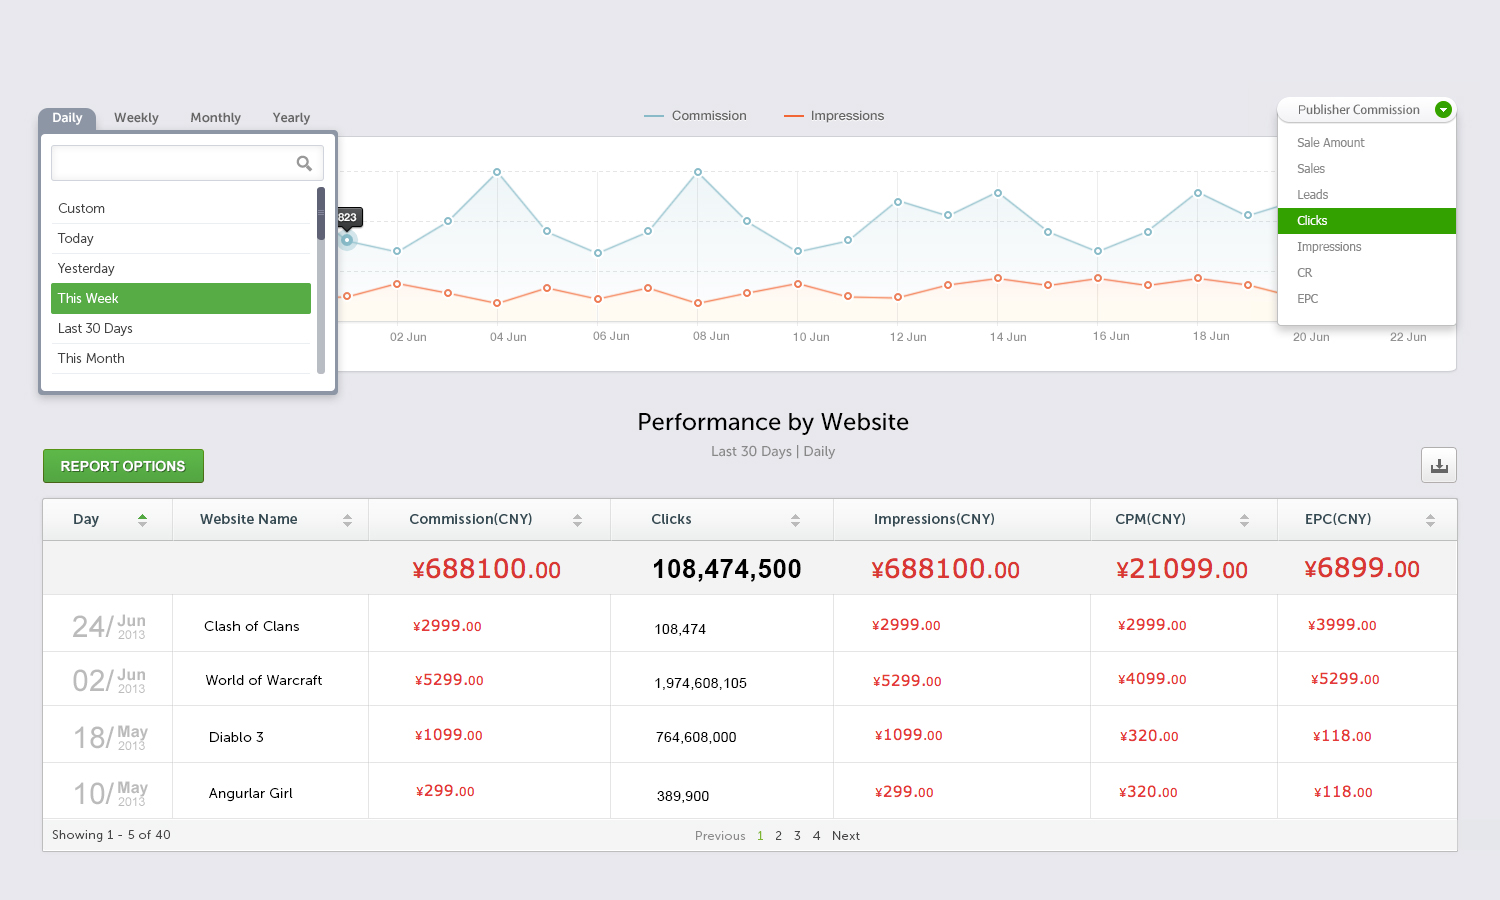 Daily Weekly Monthly Yearly
Commission Impressions
Publisher Commission
Sale Amount
Sales
Leads
Clicks
Impressions
CR
EPC
Custom
Today
Yesterday
This Week
Last 30 Days
This Month
823
02 Jun 04 Jun 06 Jun 08 Jun 10 Jun 12 Jun 14 Jun 16 Jun 18 Jun 20 Jun 22 Jun
Performance by Website
Last 30 Days | Daily
REPORT OPTIONS
Day Website Name Commission(CNY) Clicks Impressions(CNY) CPM(CNY) EPC(CNY)
¥688100.00 108,474,500 ¥688100.00 ¥21099.00 ¥6899.00
24/ Jun 2013 Clash of Clans ¥2999.00 108,474 ¥2999.00 ¥2999.00 ¥3999.00
02/ Jun 2013 World of Warcraft ¥5299.00 1,974,608,105 ¥5299.00 ¥4099.00 ¥5299.00
18/ May 2013 Diablo 3 ¥1099.00 764,608,000 ¥1099.00 ¥320.00 ¥118.00
10/ May 2013 Angurlar Girl ¥299.00 389,900 ¥299.00 ¥320.00 ¥118.00
Showing 1 - 5 of 40 Previous 1 2 3 4 Next